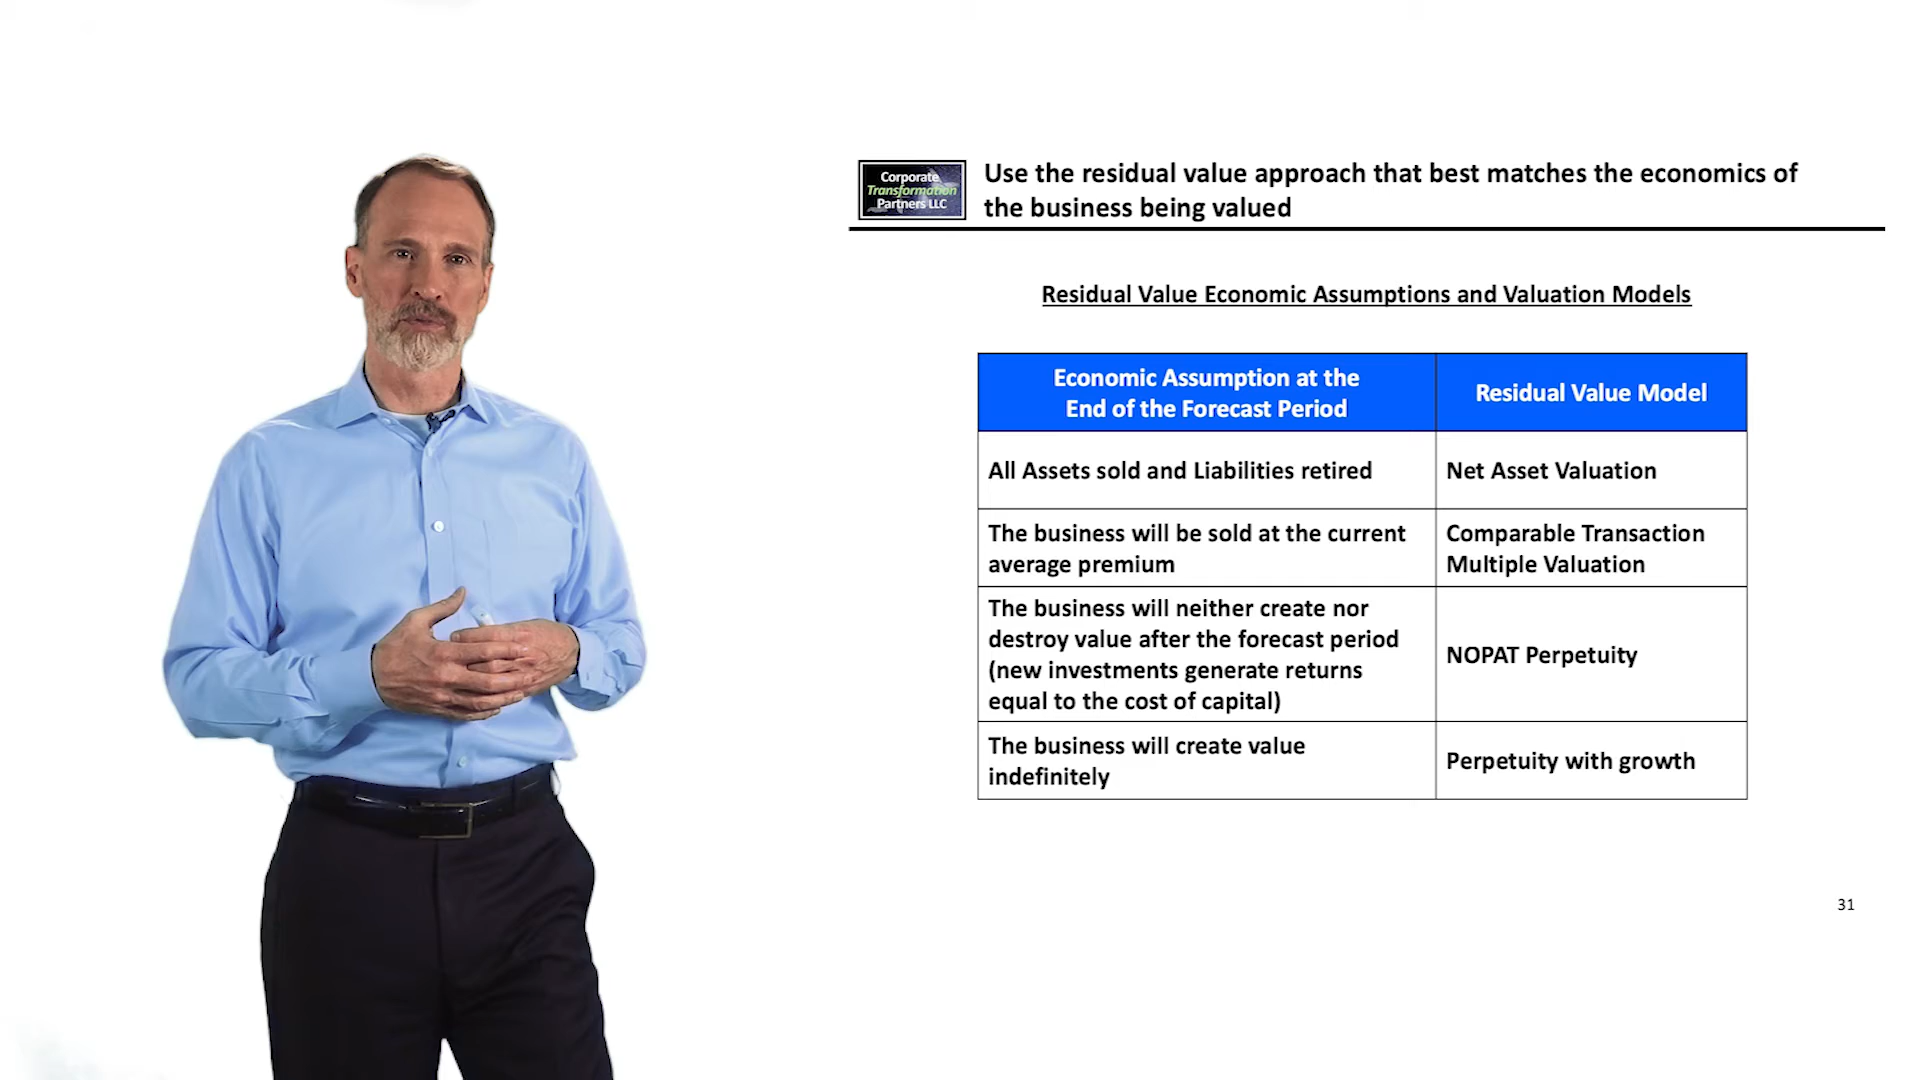 Corporate
Transformation
Partners LLC
Use the residual value approach that best matches the economics of
the business being valued
Residual Value Economic Assumptions and Valuation Models
Economic Assumption at the
End of the Forecast Period
Residual Value Model
All Assets sold and Liabilities retired
Net Asset Valuation
The business will be sold at the current
average premium
Comparable Transaction
Multiple Valuation
The business will neither create nor
destroy value after the forecast period
(new investments generate returns
equal to the cost of capital)
NOPAT Perpetuity
The business will create value
indefinitely
Perpetuity with growth
31